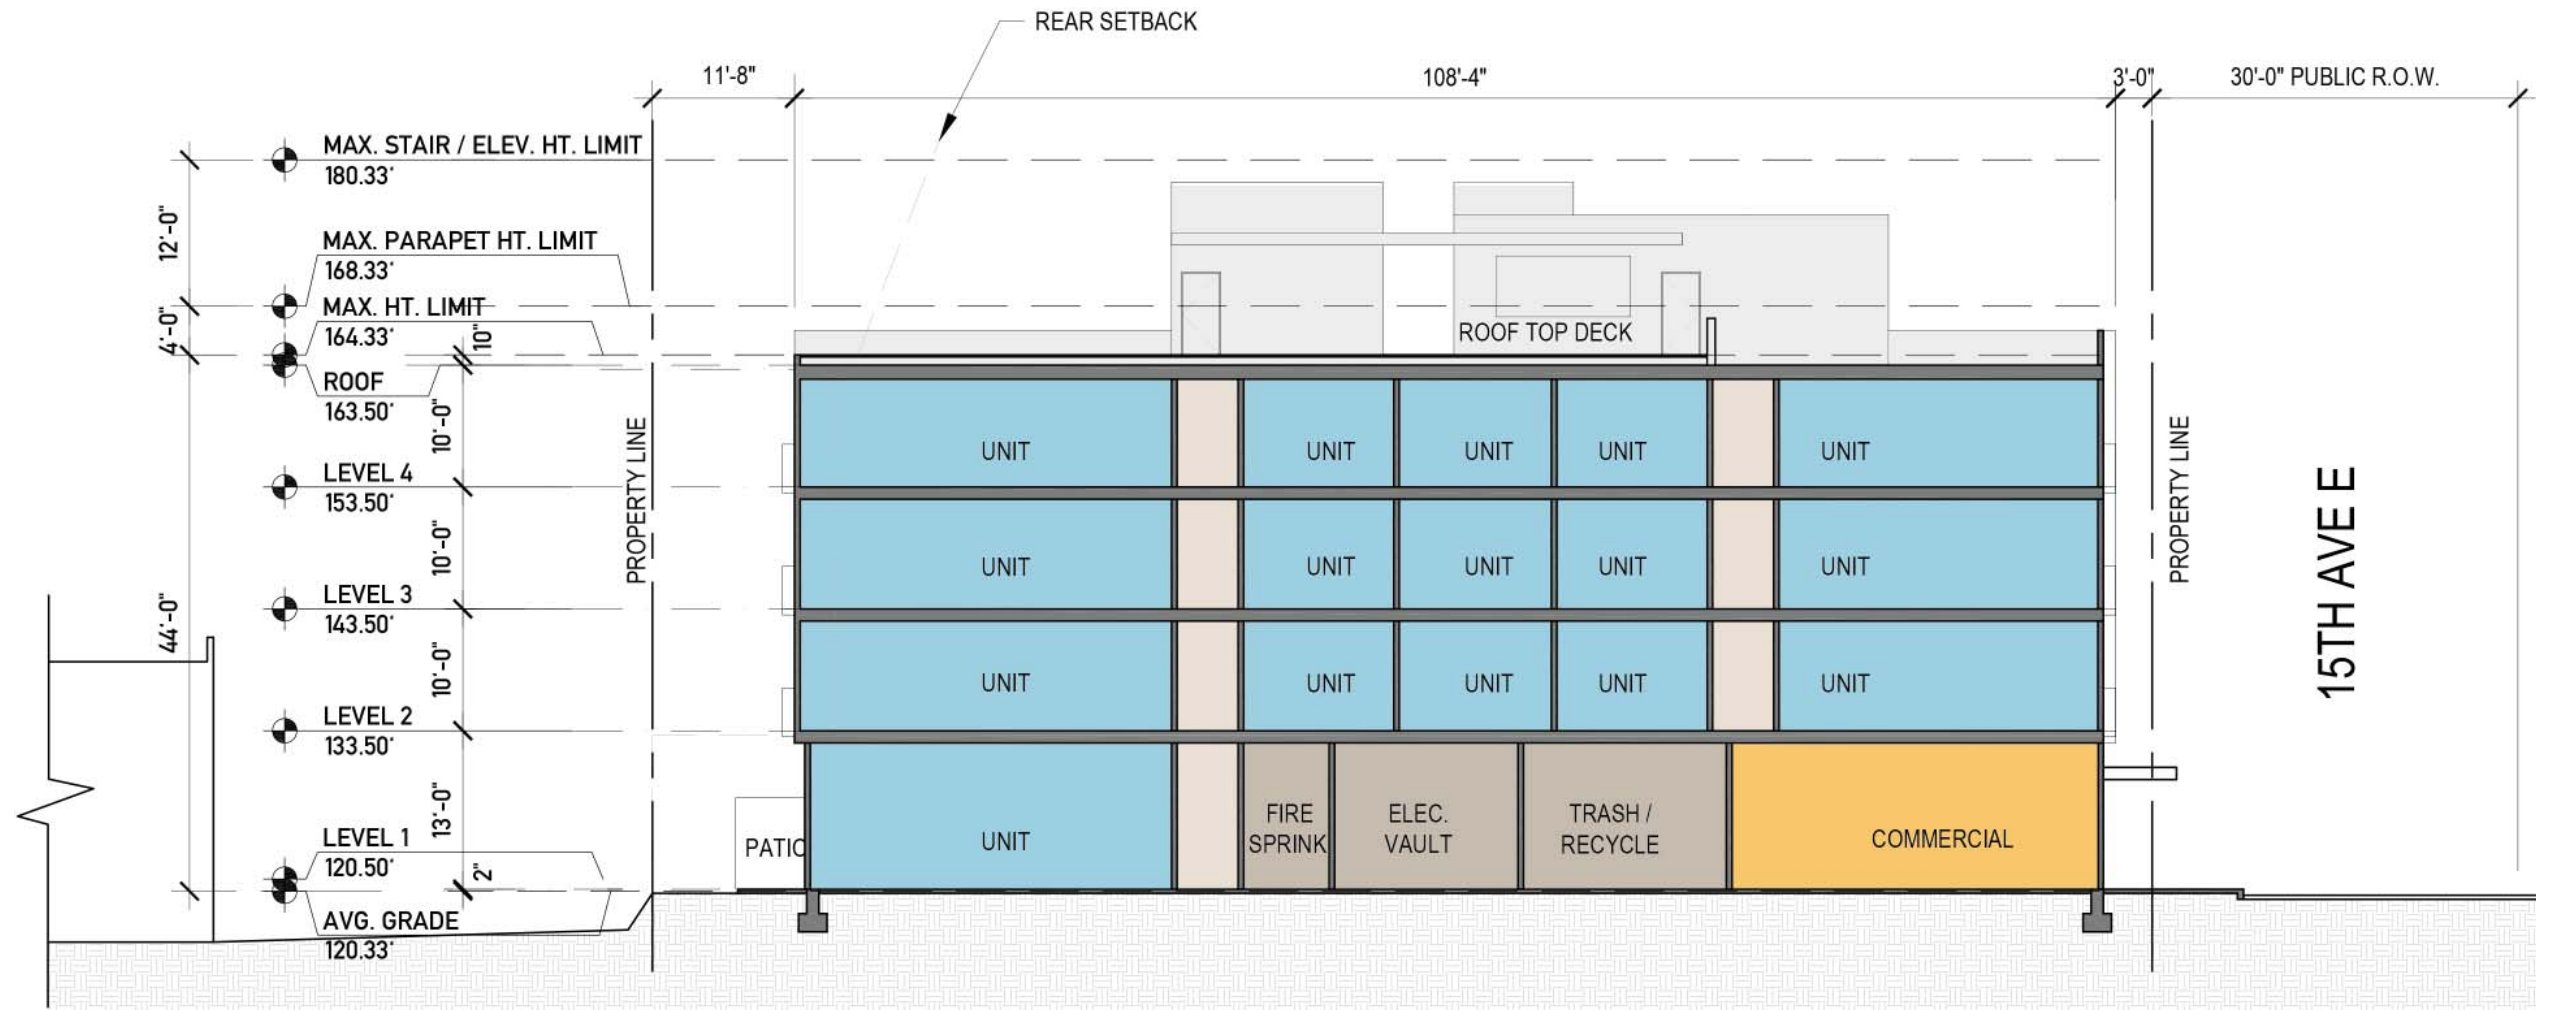 REAR SETBACK
11'-8"
108'-4"
3'-0"
30'-0" PUBLIC R.O.W.
MAX. STAIR / ELEV. HT. LIMIT
180.33'
12'-0"
MAX. PARAPET HT. LIMIT
168.33'
MAX. HT. LIMIT
164.33'
4'-0"
10"
ROOF TOP DECK
ROOF
163.50'
10'-0"
UNIT UNIT UNIT UNIT UNIT
LEVEL 4
153.50'
10'-0"
PROPERTY LINE
PROPERTY LINE
15TH AVE E
UNIT UNIT UNIT UNIT UNIT
LEVEL 3
143.50'
44'-0"
10'-0"
UNIT UNIT UNIT UNIT UNIT
LEVEL 2
133.50'
13'-0"
LEVEL 1
120.50'
2"
PATIO
UNIT
FIRE
SPRINK
ELEC.
VAULT
TRASH /
RECYCLE
COMMERCIAL
AVG. GRADE
120.33'